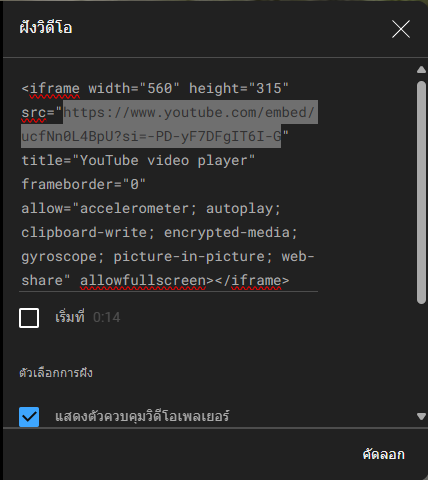 ฝังวิดีโอ
<iframe width="560" height="315"
src="https://www.youtube.com/embed/
ucfNn0L4BpU?si=-PD-yF7DFgIT6I-G"
title="YouTube video player"
frameborder="0"
allow="accelerometer; autoplay;
clipboard-write; encrypted-media;
gyroscope; picture-in-picture; web-
share" allowfullscreen></iframe>
เริ่มที่ 0:14
ตัวเลือกการฝัง
แสดงตัวควบคุมวิดีโอเพลเยอร์
คัดลอก